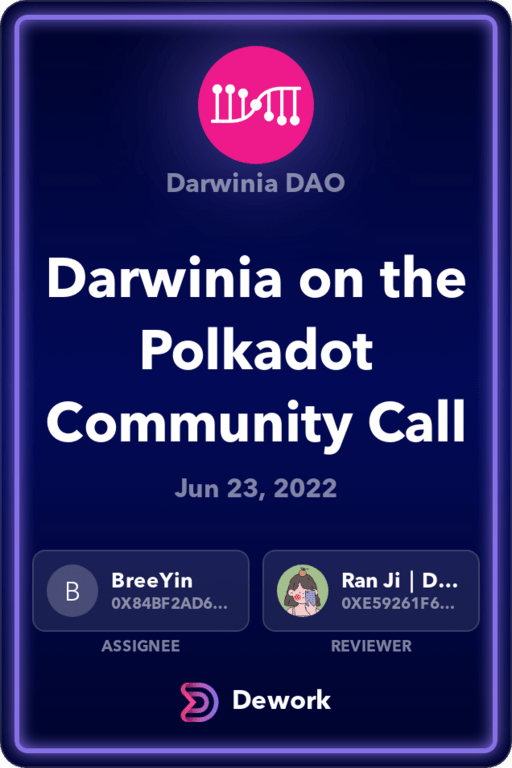 Darwinia DAO
Darwinia on the
Polkadot
Community Call
Jun 23, 2022
B
BreeYin
0X84BF2AD6...
ASSIGNEE
Ran Ji | D...
0XE59261F6...
REVIEWER
Dework